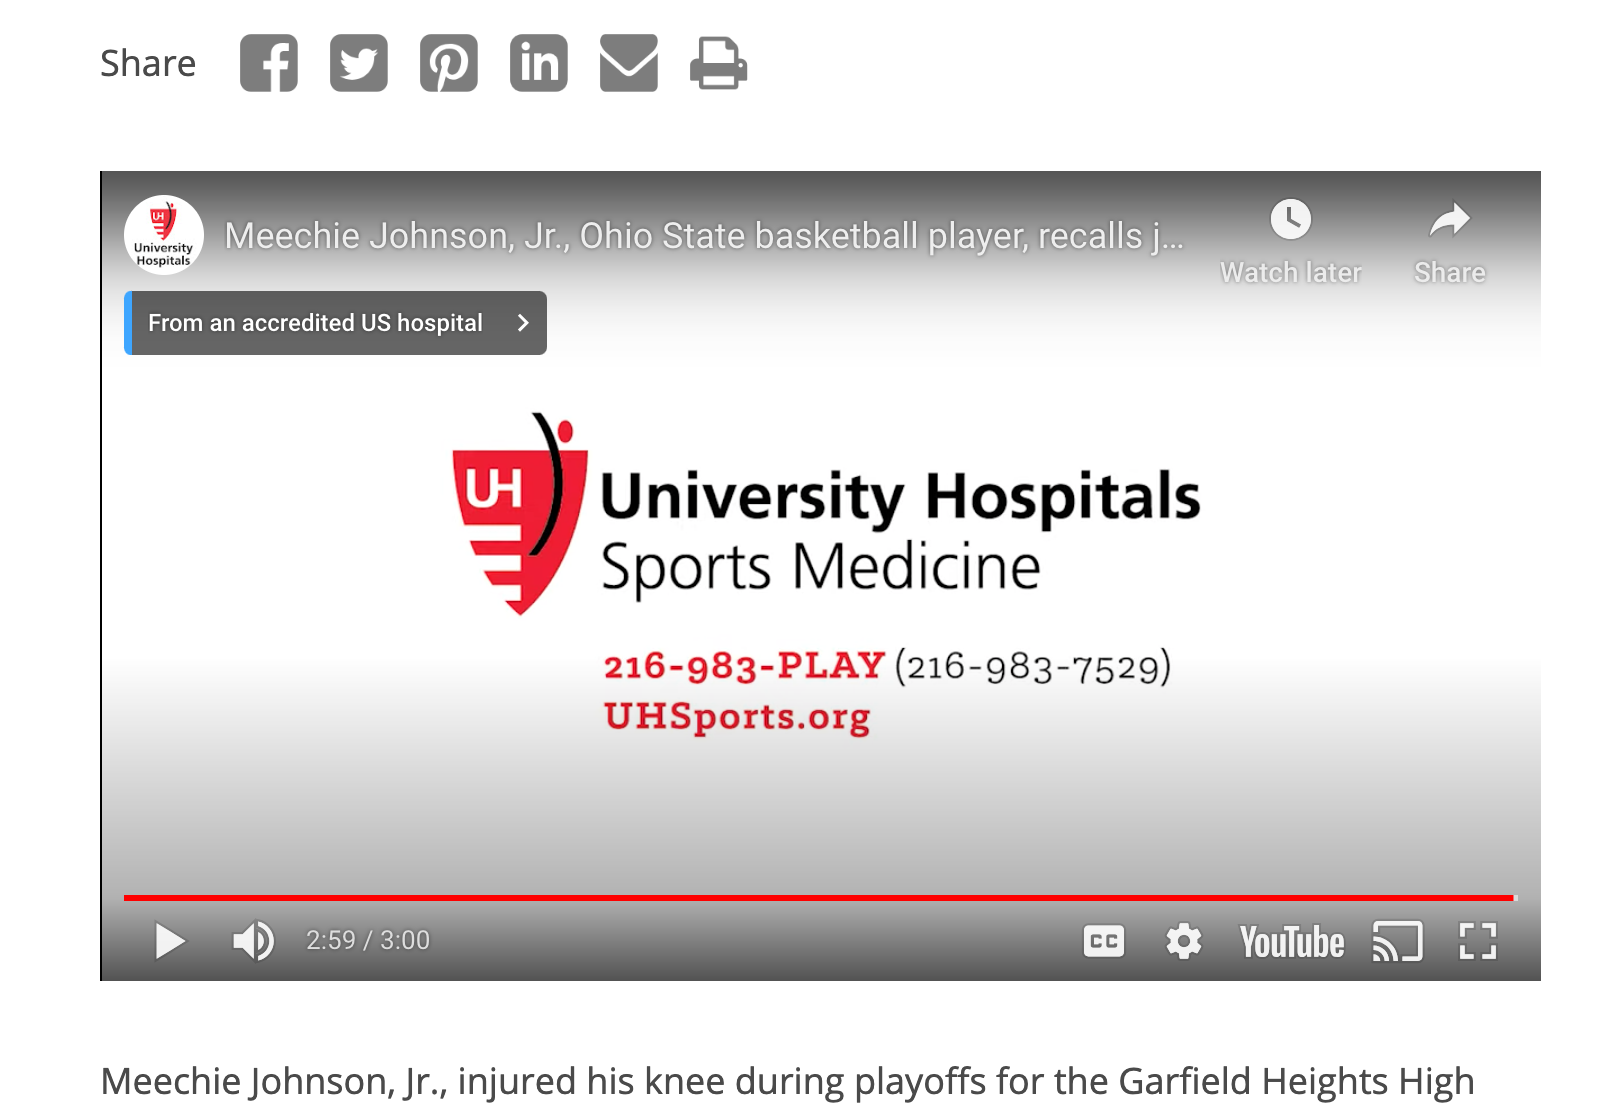 Share
University
Hospitals
Meechie Johnson, Jr., Ohio State basketball player, recalls j...
Watch later
Share
From an accredited US hospital
UH
University Hospitals
Sports Medicine
216-983-PLAY (216-983-7529)
UHSports.org
2:59 / 3:00
CC
YouTube
Meechie Johnson, Jr., injured his knee during playoffs for the Garfield Heights High